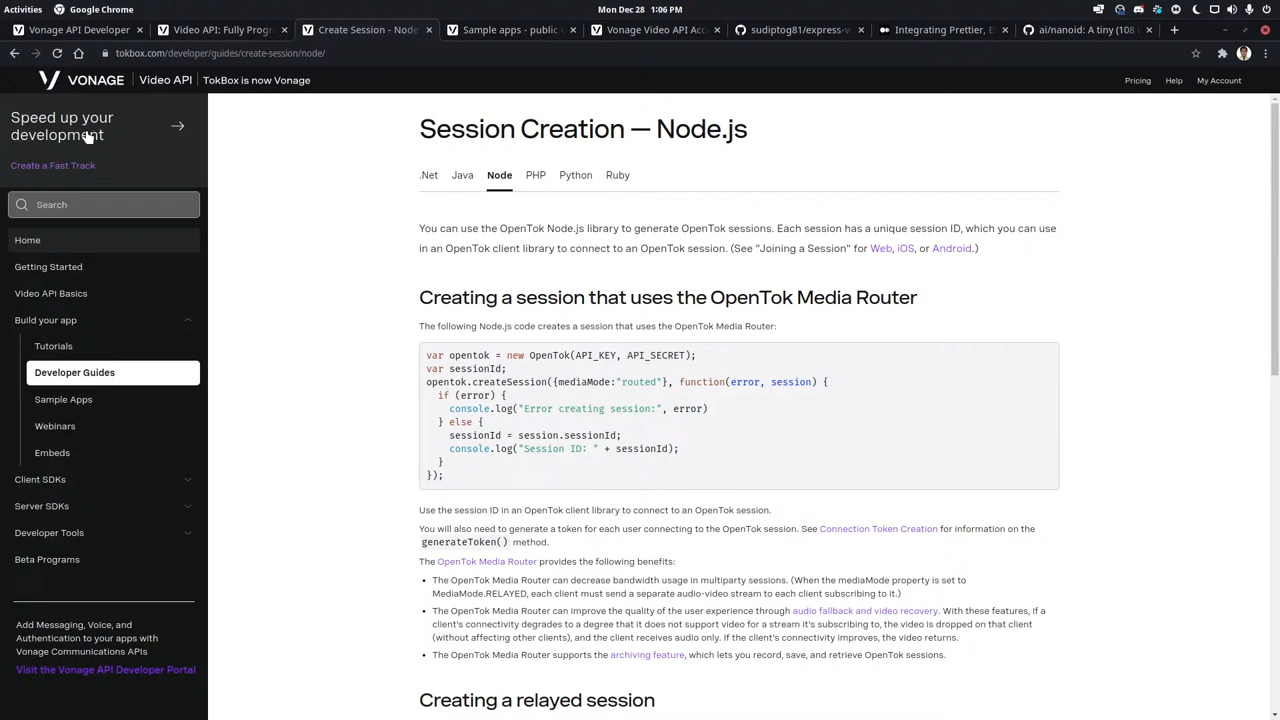 Activities
Google Chrome
Mon Dec 28 1:06 PM
Vonage API Developer
Video API: Fully Progr
Create Session - Node
Sample apps - public
Vonage Video API Acc
sudiptog81/express-v
Integrating Prettier, E
ai/nanoid: A tiny (108
tokbox.com/developer/guides/create-session/node/
VONAGE Video API TokBox is now Vonage
Pricing
Help
My Account
Speed up your
development
Create a Fast Track
Search
Home
Getting Started
Video API Basics
Build your app
Tutorials
Developer Guides
Sample Apps
Webinars
Embeds
Client SDKs
Server SDKs
Developer Tools
Beta Programs
Add Messaging, Voice, and
Authentication to your apps with
Vonage Communications APIs
Visit the Vonage API Developer Portal
Session Creation — Node.js
.Net Java Node PHP Python Ruby
You can use the OpenTok Node.js library to generate OpenTok sessions. Each session has a unique session ID, which you can use
in an OpenTok client library to connect to an OpenTok session. (See "Joining a Session" for Web, iOS, or Android.)
Creating a session that uses the OpenTok Media Router
The following Node.js code creates a session that uses the OpenTok Media Router:
var opentok = new OpenTok(API_KEY, API_SECRET);
var sessionId;
opentok.createSession({mediaMode:"routed"}, function(error, session) {
if (error) {
console.log("Error creating session:", error)
} else {
sessionId = session.sessionId;
console.log("Session ID: " + sessionId);
}
});
Use the session ID in an OpenTok client library to connect to an OpenTok session.
You will also need to generate a token for each user connecting to the OpenTok session. See Connection Token Creation for information on the
generateToken() method.
The OpenTok Media Router provides the following benefits:
• The OpenTok Media Router can decrease bandwidth usage in multiparty sessions. (When the mediaMode property is set to
MediaMode.RELAYED, each client must send a separate audio-video stream to each client subscribing to it.)
• The OpenTok Media Router can improve the quality of the user experience through audio fallback and video recovery. With these features, if a
client's connectivity degrades to a degree that it does not support video for a stream it's subscribing to, the video is dropped on that client
(without affecting other clients), and the client receives audio only. If the client's connectivity improves, the video returns.
• The OpenTok Media Router supports the archiving feature, which lets you record, save, and retrieve OpenTok sessions.
Creating a relayed session